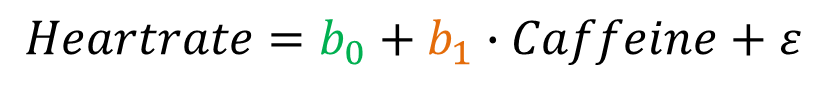 Heartrate = b₀ + b₁ · Caffeine + ε